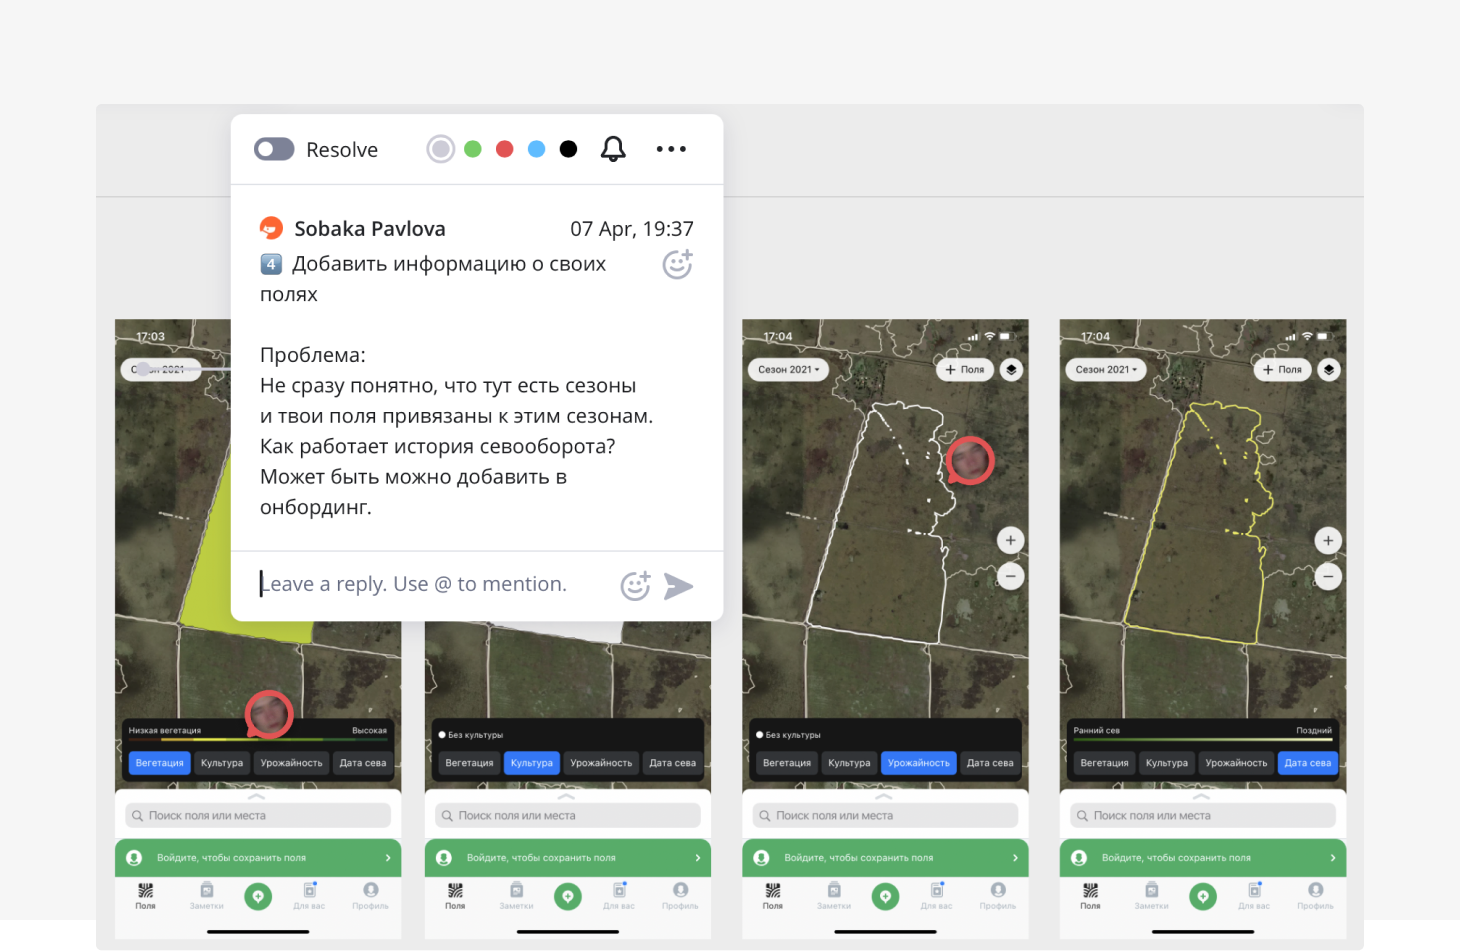 Resolve
Sobaka Pavlova 07 Apr, 19:37
4 Добавить информацию о своих
полях
Проблема:
Не сразу понятно, что тут есть сезоны
и твои поля привязаны к этим сезонам.
Как работает история севооборота?
Может быть можно добавить в
онбординг.
Leave a reply. Use @ to mention.
17:03
Сезон 2021
Низкая вегетация Высокая
Вегетация Культура Урожайность Дата сева
Поиск поля или места
Войдите, чтобы сохранить поля
Поля Заметки Для вас Профиль
Без культуры
Вегетация Культура Урожайность Дата сева
Поиск поля или места
Войдите, чтобы сохранить поля
Поля Заметки Для вас Профиль
17:04
Сезон 2021
+ Поля
Без культуры
Вегетация Культура Урожайность Дата сева
Поиск поля или места
Войдите, чтобы сохранить поля
Поля Заметки Для вас Профиль
17:04
Сезон 2021
+ Поля
Ранний сев Поздний
Вегетация Культура Урожайность Дата сева
Поиск поля или места
Войдите, чтобы сохранить поля
Поля Заметки Для вас Профиль